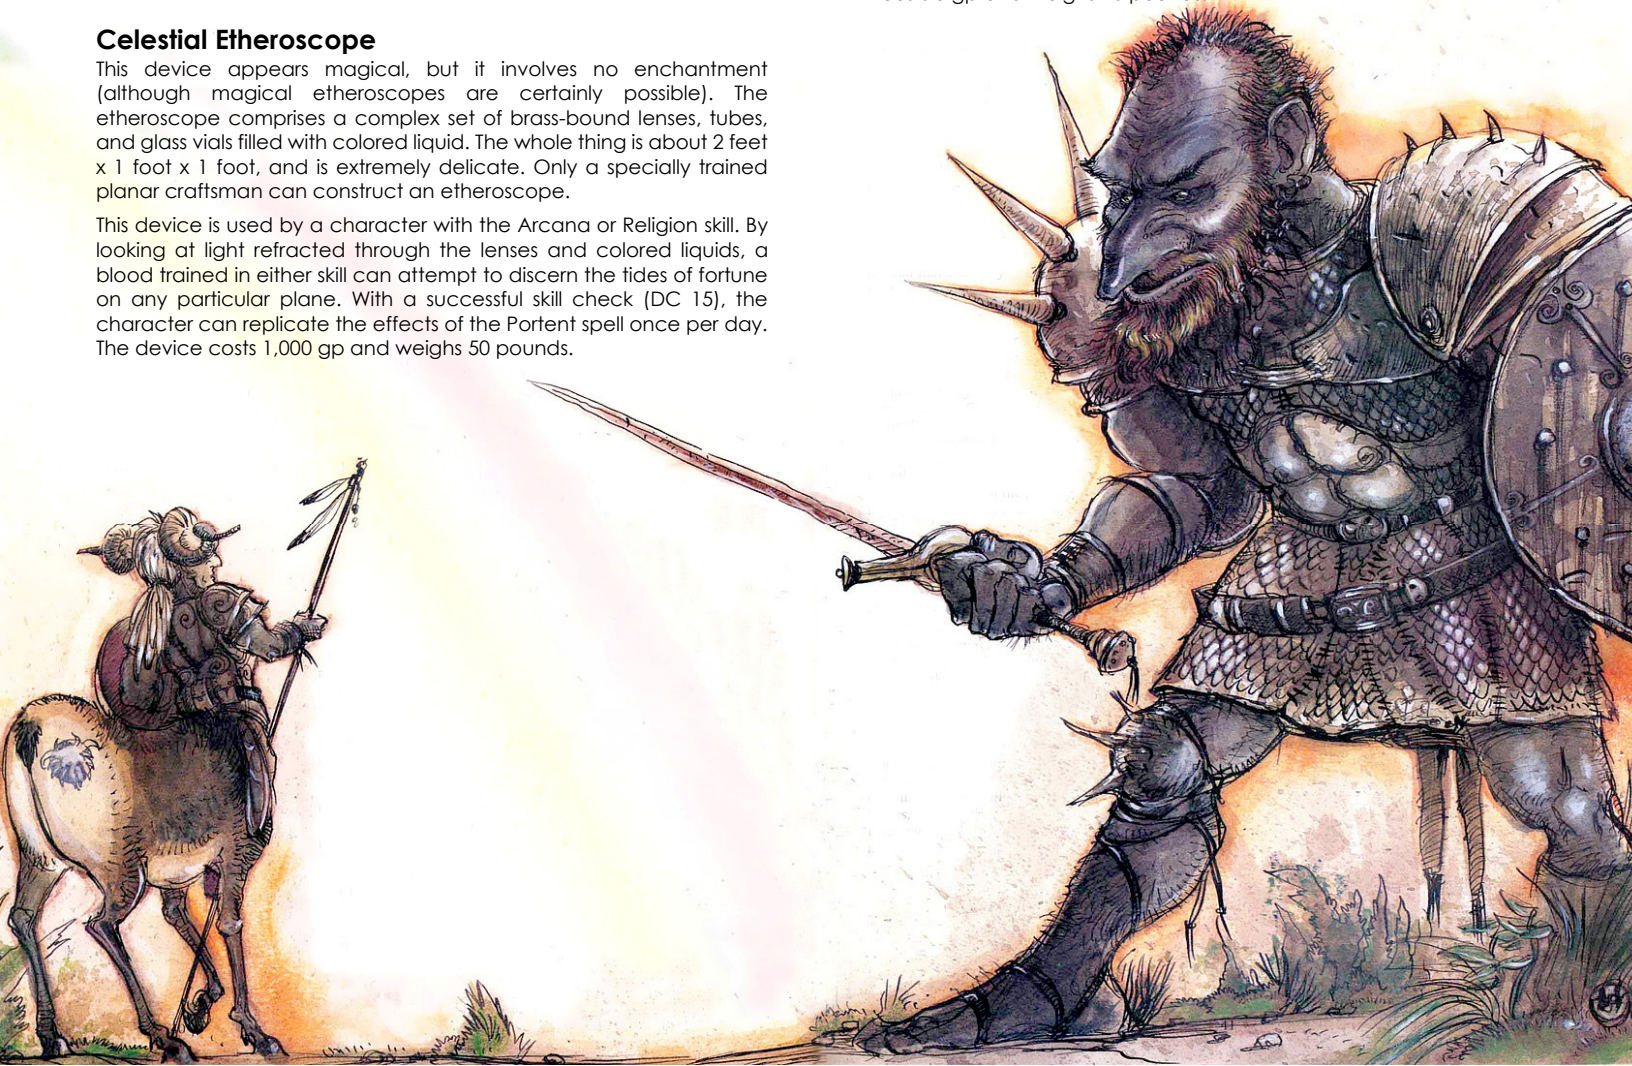 Celestial Etheroscope
This device appears magical, but it involves no enchantment
(although magical etheroscopes are certainly possible). The
etheroscope comprises a complex set of brass-bound lenses, tubes,
and glass vials filled with colored liquid. The whole thing is about 2 feet
x 1 foot x 1 foot, and is extremely delicate. Only a specially trained
planar craftsman can construct an etheroscope.
This device is used by a character with the Arcana or Religion skill. By
looking at light refracted through the lenses and colored liquids, a
blood trained in either skill can attempt to discern the tides of fortune
on any particular plane. With a successful skill check (DC 15), the
character can replicate the effects of the Portent spell once per day.
The device costs 1,000 gp and weighs 50 pounds.